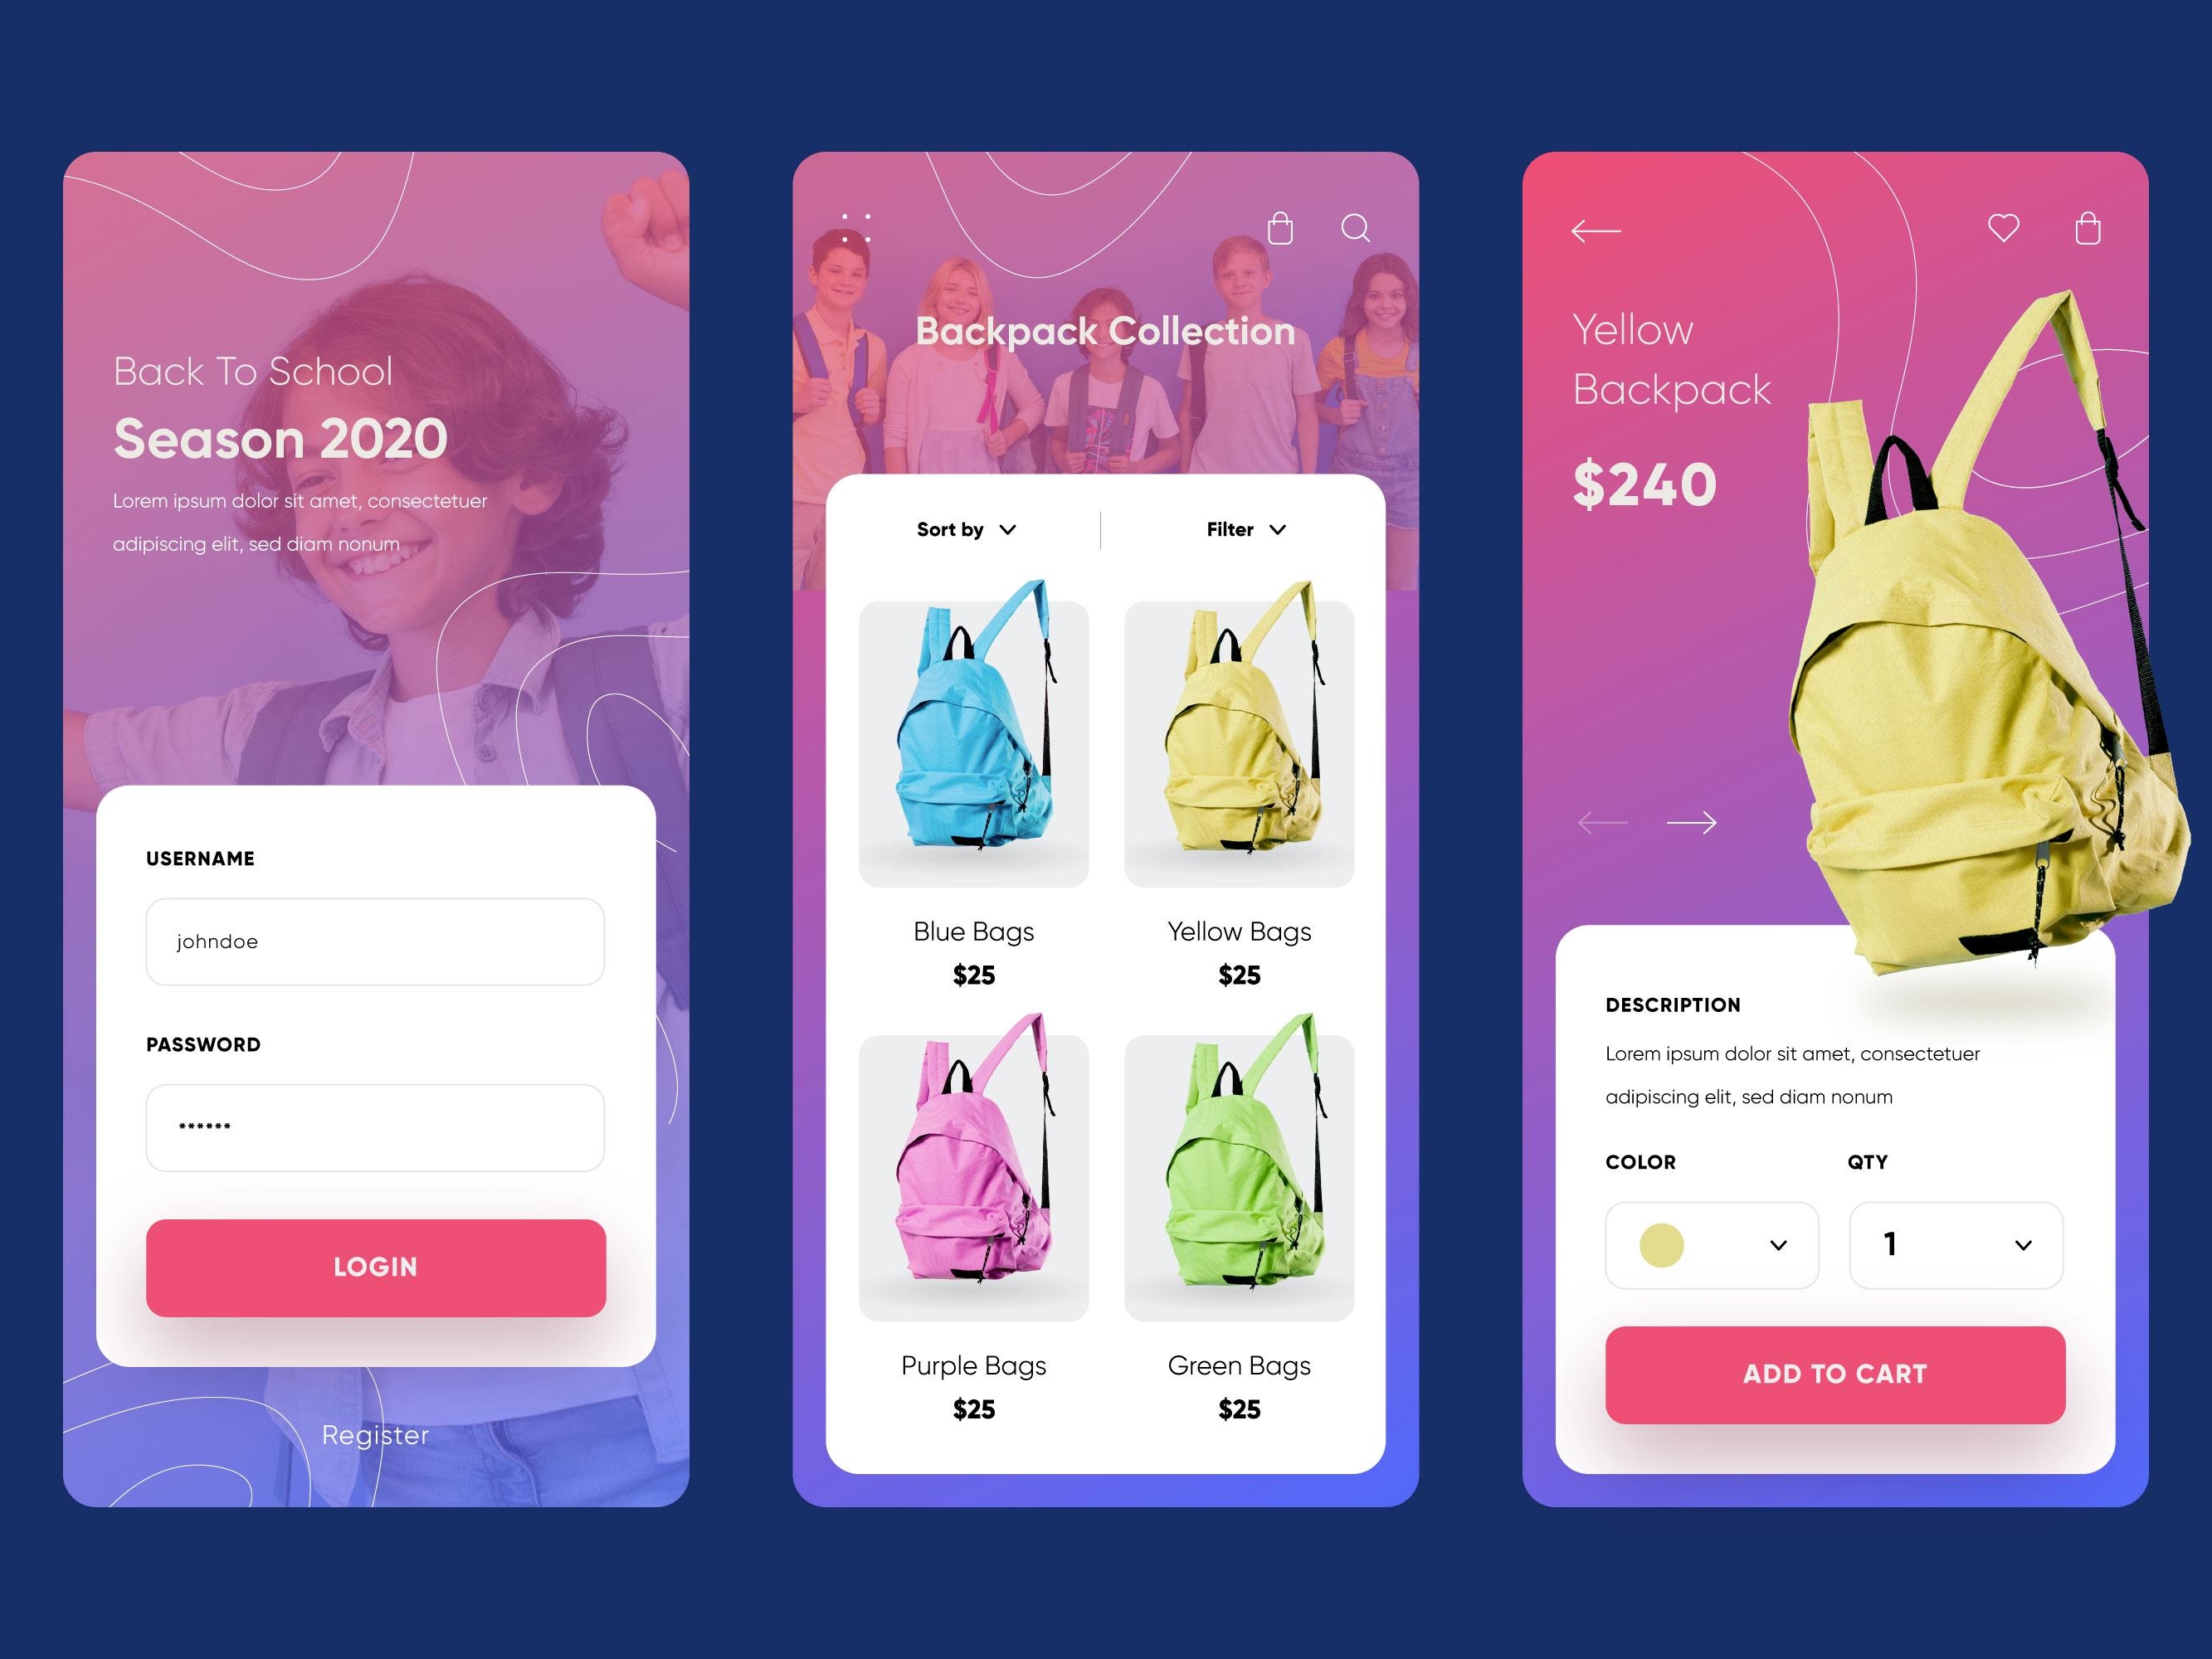 Back To School
Season 2020
Lorem ipsum dolor sit amet, consectetuer
adipiscing elit, sed diam nonum
USERNAME
johndoe
PASSWORD
******
LOGIN
Register
Backpack Collection
Sort by
Filter
Blue Bags
$25
Yellow Bags
$25
Purple Bags
$25
Green Bags
$25
Yellow
Backpack
$240
DESCRIPTION
Lorem ipsum dolor sit amet, consectetuer
adipiscing elit, sed diam nonum
COLOR
QTY
1
ADD TO CART